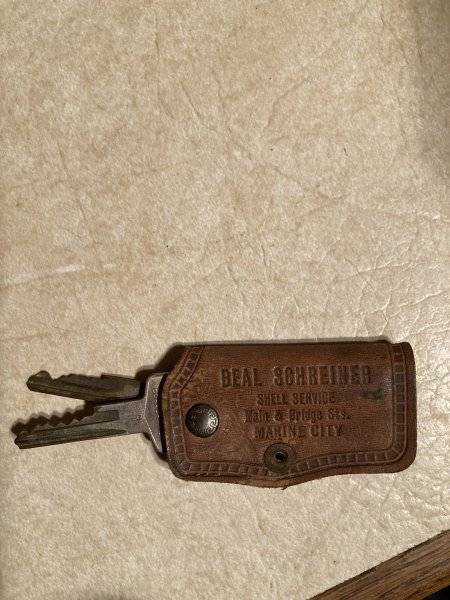 BEAL SCHREINER
SHELL SERVICE
Main & Bridge Sts.
MARINE CITY